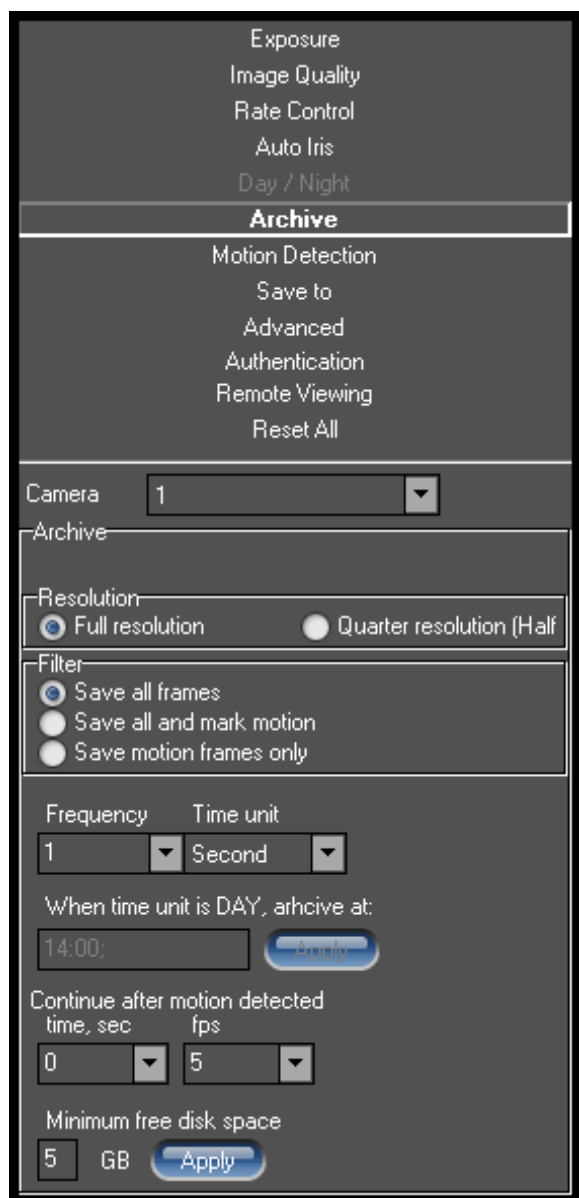 Exposure
Image Quality
Rate Control
Auto Iris
Day / Night
Archive
Motion Detection
Save to
Advanced
Authentication
Remote Viewing
Reset All
Camera 1
Archive
Resolution
Full resolution Quarter resolution (Half
Filter
Save all frames
Save all and mark motion
Save motion frames only
Frequency Time unit
1 Second
When time unit is DAY, arhcive at:
14:00; Apply
Continue after motion detected
time, sec fps
0 5
Minimum free disk space
5 GB Apply